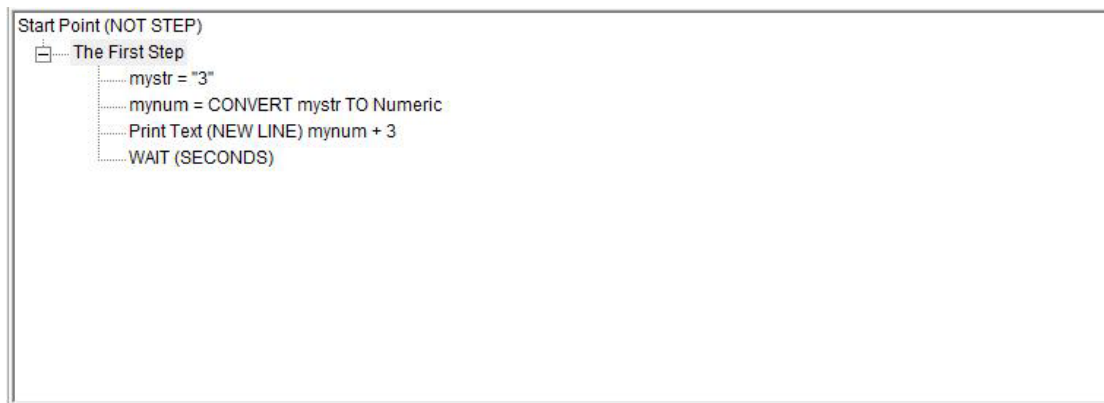 Start Point (NOT STEP)
The First Step
mystr = "3"
mynum = CONVERT mystr TO Numeric
Print Text (NEW LINE) mynum + 3
WAIT (SECONDS)